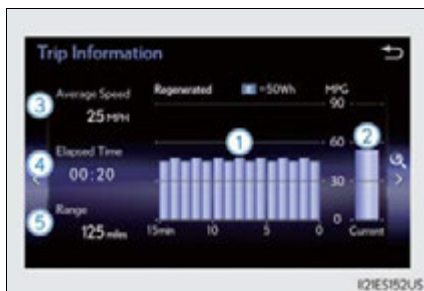 Trip Information
Regenerated E =50Wh MPG
3 Average Speed
25 MPH
90
1
60
2
4 Elapsed Time
00:20
30
5 Range
125 miles
0
15min 10 5 0 Current
II21ES152US